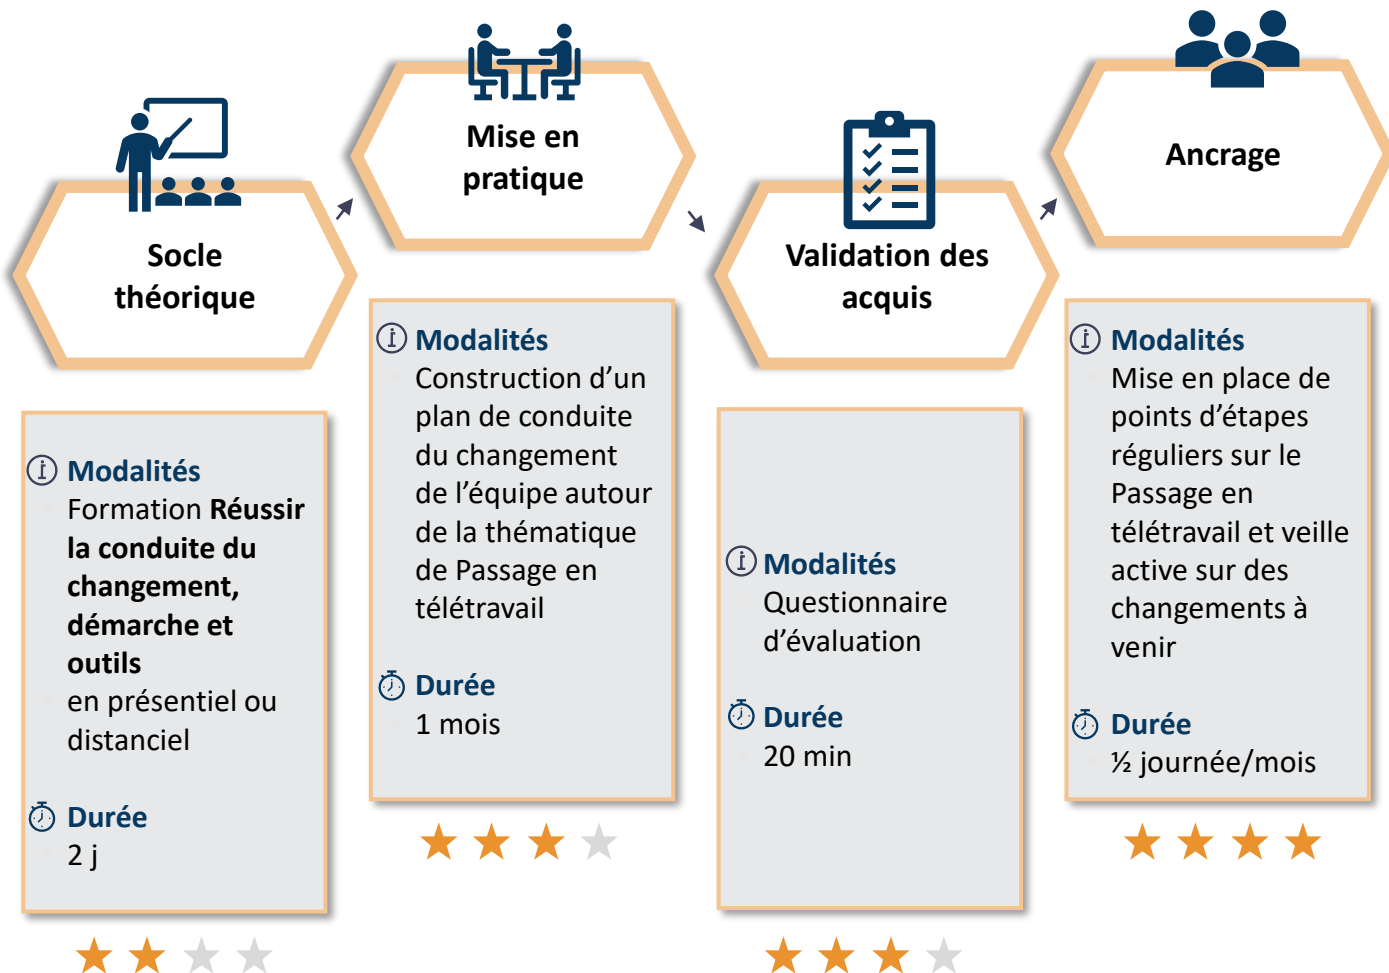 Socle
théorique
Modalités
Formation Réussir
la conduite du
changement,
démarche et
outils
en présentiel ou
distanciel
Durée
2 j
Mise en
pratique
Modalités
Construction d’un
plan de conduite
du changement
de l’équipe autour
de la thématique
de Passage en
télétravail
Durée
1 mois
Validation des
acquis
Modalités
Questionnaire
d’évaluation
Durée
20 min
Ancrage
Modalités
Mise en place de
points d’étapes
réguliers sur le
Passage en
télétravail et veille
active sur des
changements à
venir
Durée
½ journée/mois